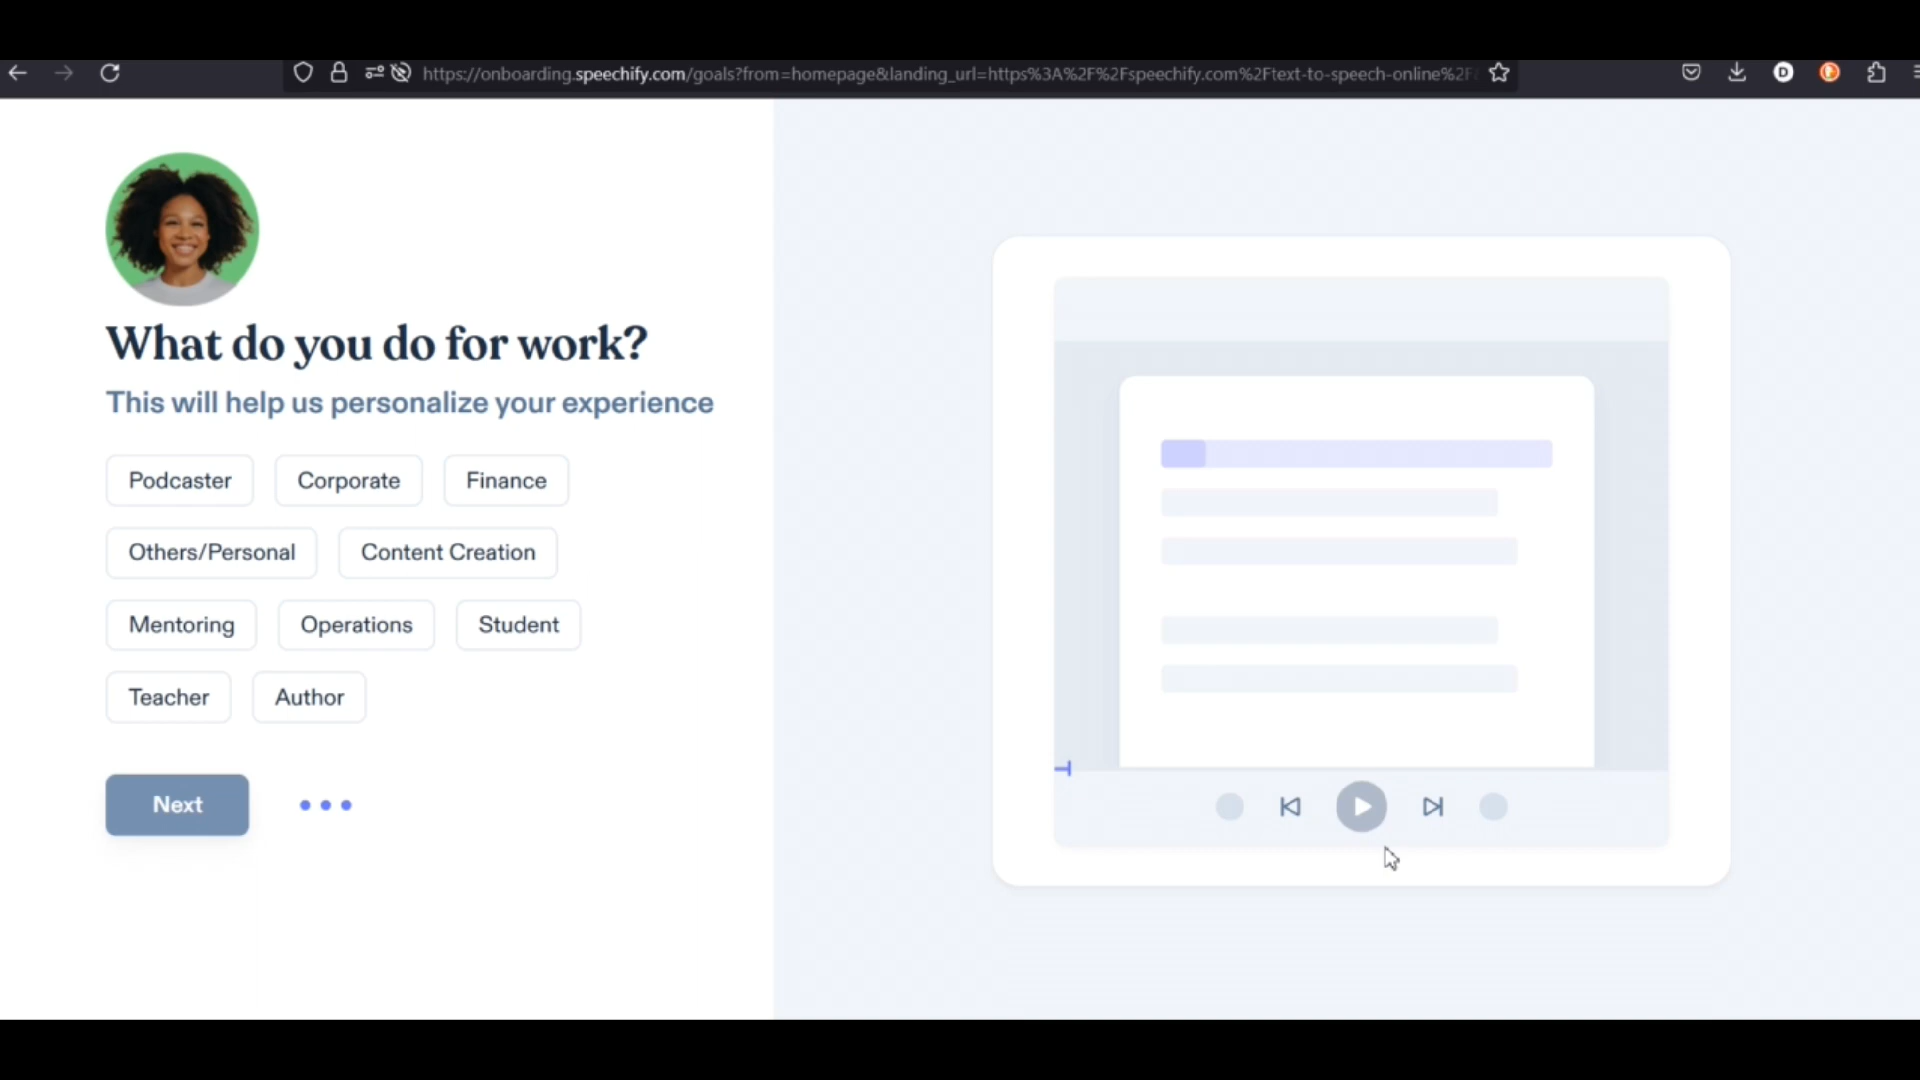 https://onboarding.speechify.com/goals?from=homepage&landing_url=https%3A%2F%2Fspeechify.com%2Ftext-to-speech-online%2F
D
What do you do for work?
This will help us personalize your experience
Podcaster Corporate Finance
Others/Personal Content Creation
Mentoring Operations Student
Teacher Author
Next